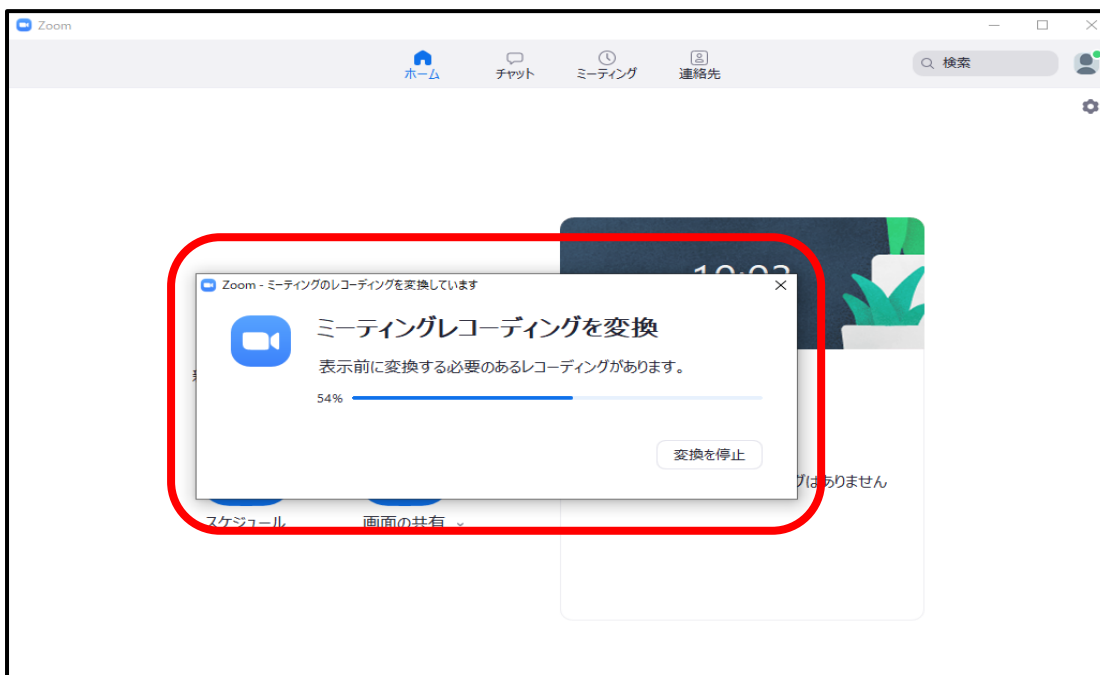 Zoom
ホーム
チャット
ミーティング
連絡先
検索
Zoom - ミーティングのレコーディングを変換しています
ミーティングレコーディングを変換
表示前に変換する必要のあるレコーディングがあります。
54%
変換を停止
はありません
スケジュール
画面の共有